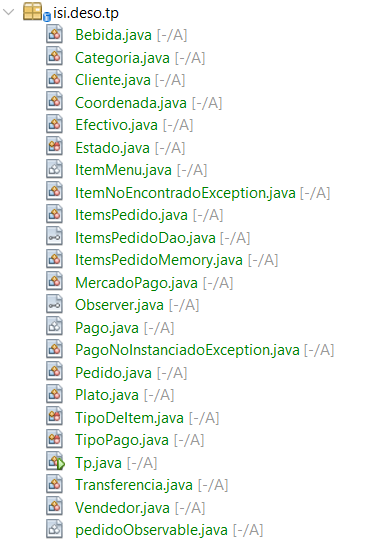 isi.deso.tp
Bebida.java [-/A]
Categoria.java [-/A]
Cliente.java [-/A]
Coordenada.java [-/A]
Efectivo.java [-/A]
Estado.java [-/A]
ItemMenu.java [-/A]
ItemNoEncontradoException.java [-/A]
ItemsPedido.java [-/A]
ItemsPedidoDao.java [-/A]
ItemsPedidoMemory.java [-/A]
MercadoPago.java [-/A]
Observer.java [-/A]
Pago.java [-/A]
PagoNoInstanciadoException.java [-/A]
Pedido.java [-/A]
Plato.java [-/A]
TipoDeItem.java [-/A]
TipoPago.java [-/A]
Tp.java [-/A]
Transferencia.java [-/A]
Vendedor.java [-/A]
pedidoObservable.java [-/A]